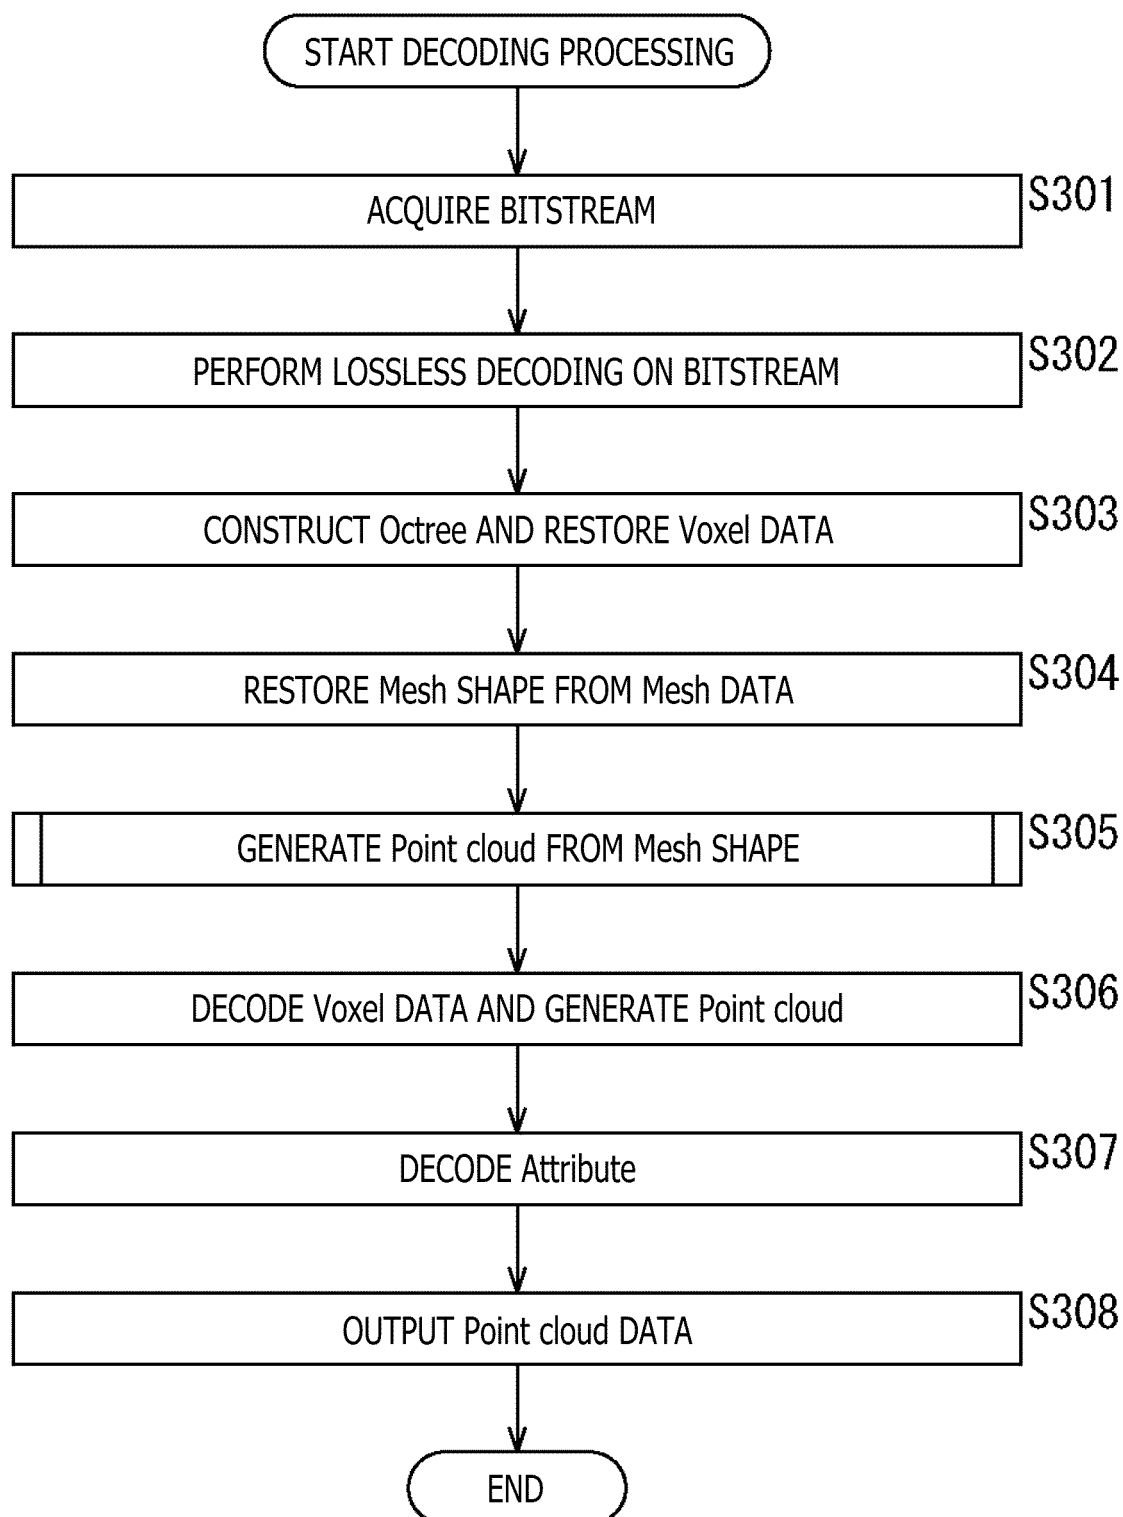 START DECODING PROCESSING
ACQUIRE BITSTREAM
S301
PERFORM LOSSLESS DECODING ON BITSTREAM
S302
CONSTRUCT Octree AND RESTORE Voxel DATA
S303
RESTORE Mesh SHAPE FROM Mesh DATA
S304
GENERATE Point cloud FROM Mesh SHAPE
S305
DECODE Voxel DATA AND GENERATE Point cloud
S306
DECODE Attribute
S307
OUTPUT Point cloud DATA
S308
END